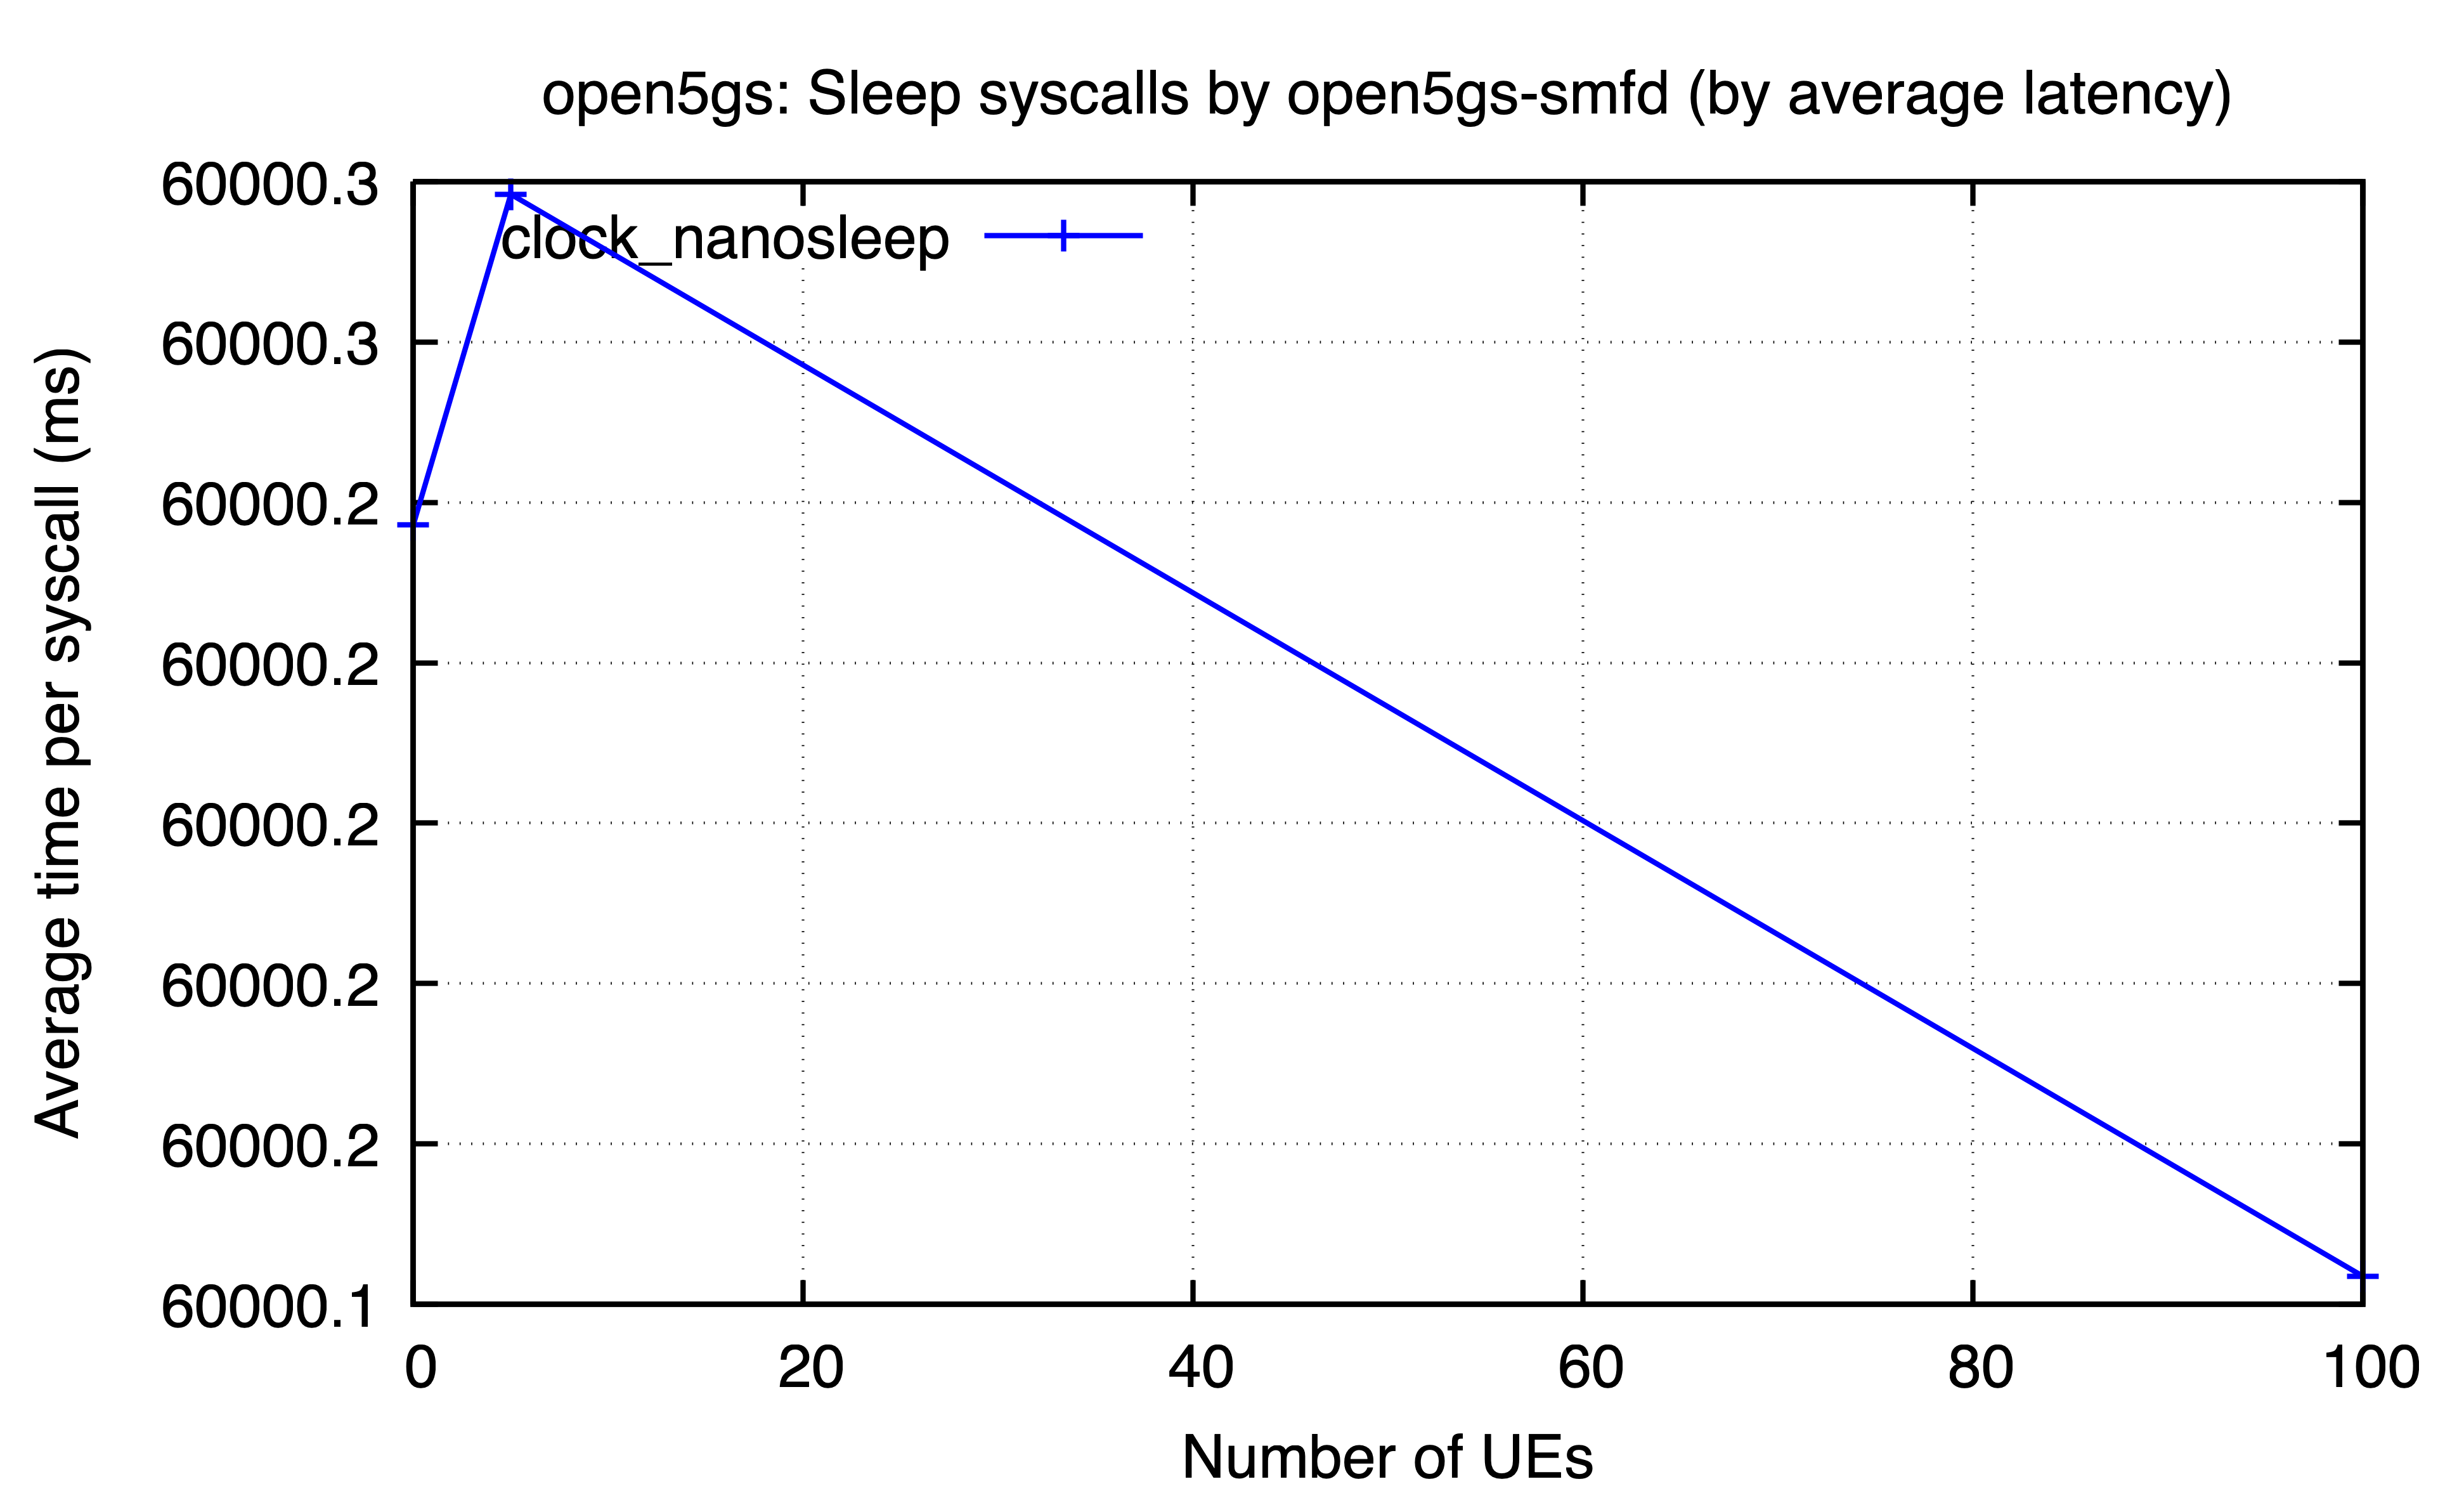 open5gs: Sleep syscalls by open5gs-smfd (by average latency)
60000.3
clock_nanosleep
60000.3
60000.2
60000.2
60000.2
60000.2
60000.2
60000.1
Average time per syscall (ms)
0 20 40 60 80 100
Number of UEs